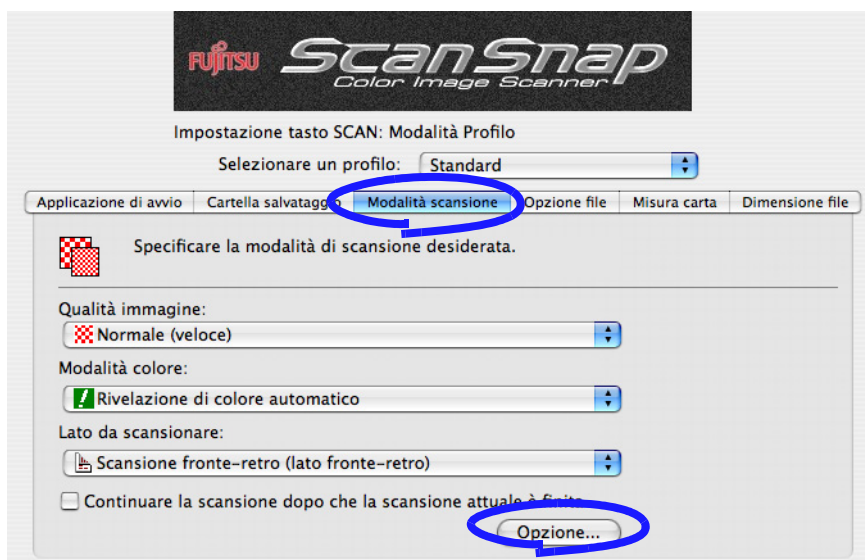 FUJITSU ScanSnap
Color Image Scanner
Impostazione tasto SCAN: Modalità Profilo
Selezionare un profilo: Standard
Applicazione di avvio Cartella salvataggio Modalità scansione Opzione file Misura carta Dimensione file
Specificare la modalità di scansione desiderata.
Qualità immagine:
Normale (veloce)
Modalità colore:
Rivelazione di colore automatico
Lato da scansionare:
Scansione fronte-retro (lato fronte-retro)
Continuare la scansione dopo che la scansione attuale è finita
Opzione...